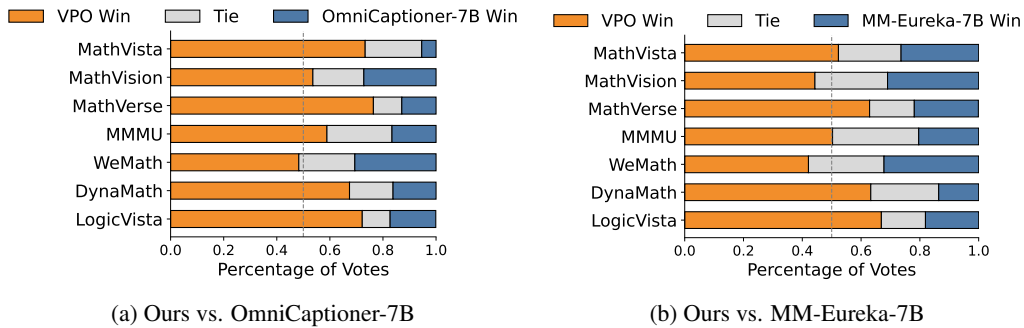 VPO Win Tie OmniCaptioner-7B Win
MathVista
MathVision
MathVerse
MMMU
WeMath
DynaMath
LogicVista
0.0 0.2 0.4 0.6 0.8 1.0
Percentage of Votes
(a) Ours vs. OmniCaptioner-7B
VPO Win Tie MM-Eureka-7B Win
MathVista
MathVision
MathVerse
MMMU
WeMath
DynaMath
LogicVista
0.0 0.2 0.4 0.6 0.8 1.0
Percentage of Votes
(b) Ours vs. MM-Eureka-7B